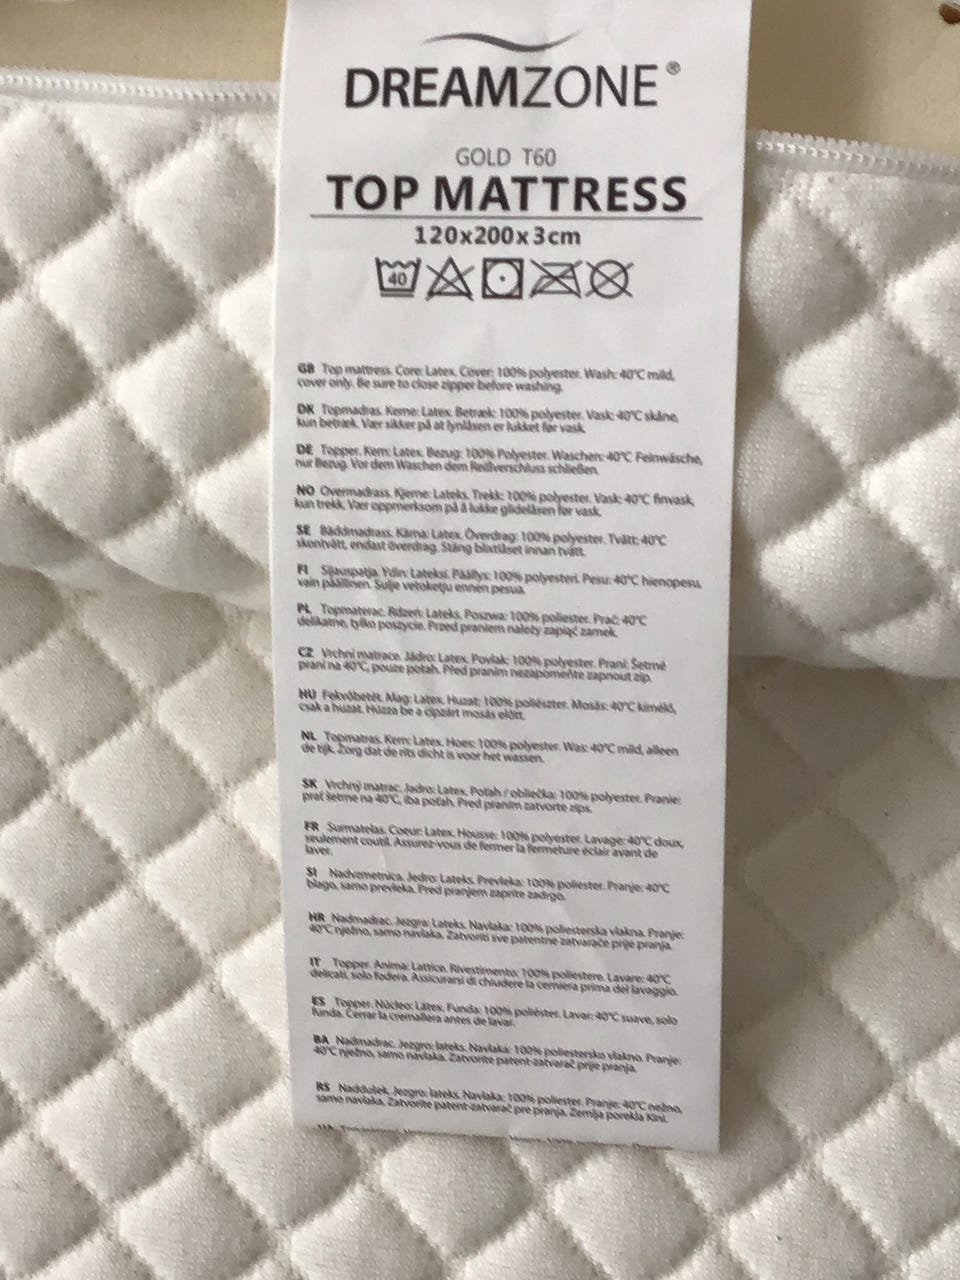 DREAMZONE®
GOLD T60
TOP MATTRESS
120x200x3cm
40
GB Top mattress. Core: Latex. Cover: 100% polyester. Wash: 40°C mild,
cover only. Be sure to close zipper before washing.
DK Topmadras. Kerne: Latex. Betræk: 100% polyester. Vask: 40°C skåne,
kun betræk. Vær sikker på at lynlåsen er lukket før vask.
DE Topper. Kern: Latex. Bezug: 100% Polyester. Waschen: 40°C Feinwäsche,
nur Bezug. Vor dem Waschen dem Reißverschluss schließen.
NO Overmadrass. Kjerne: Lateks. Trekk: 100% polyester. Vask: 40°C finvask,
kun trekk. Vær oppmerksom på å lukke glidelåsen før vask.
SE Bäddmadrass. Kärna: Latex. Överdrag: 100% polyester. Tvätt: 40°C
skontvätt, endast överdrag. Stäng blixtlåset innan tvätt.
FI Sijauspatja. Ydin: Lateksi. Päällys: 100% polyesteri. Pesu: 40°C hienopesu,
vain päällinen. Sulje vetoketju ennen pesua.
PL Topmaterac. Rdzeń: Lateks. Poszwa: 100% poliester. Prać: 40°C
delikatne, tylko poszycie. Przed praniem należy zapiąć zamek.
CZ Vrchní matrace. Jádro: Latex. Povlak: 100% polyester. Praní: Šetrné
praní na 40°C, pouze potah. Před praním nezapomeňte zapnout zip.
HU Fekvőbetét. Mag: Latex. Huzat: 100% poliészter. Mosás: 40°C kímélő,
csak a huzat. Húzza be a cipzárt mosás előtt.
NL Topmatras. Kern: Latex. Hoes: 100% polyester. Was: 40°C mild, alleen
de tijk. Zorg dat de rits dicht is voor het wassen.
SK Vrchný matrac. Jadro: Latex. Poťah / obliečka: 100% polyester. Pranie:
prať šetrne na 40°C, iba poťah. Pred praním zatvorte zips.
FR Surmatelas. Coeur: Latex. Housse: 100% polyester. Lavage: 40°C doux,
seulement coutil. Assurez-vous de fermer la fermeture éclair avant de
laver.
SI Nadvzmetnica. Jedro: Lateks. Prevleka: 100% poliester. Pranje: 40°C
blago, samo prevleka. Pred pranjem zaprite zadrgo.
HR Nadmadrac. Jezgra: Lateks. Navlaka: 100% poliesterska vlakna. Pranje:
40°C nježno, samo navlaka. Zatvoriti sve patentne zatvarače prije pranja.
IT Topper. Anima: Lattice. Rivestimento: 100% poliestere. Lavare: 40°C
delicati, solo fodera. Assicurarsi di chiudere la cerniera prima del lavaggio.
ES Topper. Núcleo: Látex. Funda: 100% poliéster. Lavar: 40°C suave, solo
funda. Cerrar la cremallera antes de lavar.
BA Nadmadrac. Jezgro: lateks. Navlaka: 100% poliestersko vlakno. Pranje:
40°C nježno, samo navlaka. Zatvorite patent-zatvarač prije pranja.
RS Naddušek. Jezgro: lateks. Navlaka: 100% poliester. Pranje: 40°C nežno,
samo navlaka. Zatvorite patent-zatvarač pre pranja. Zemlja porekla Kini.